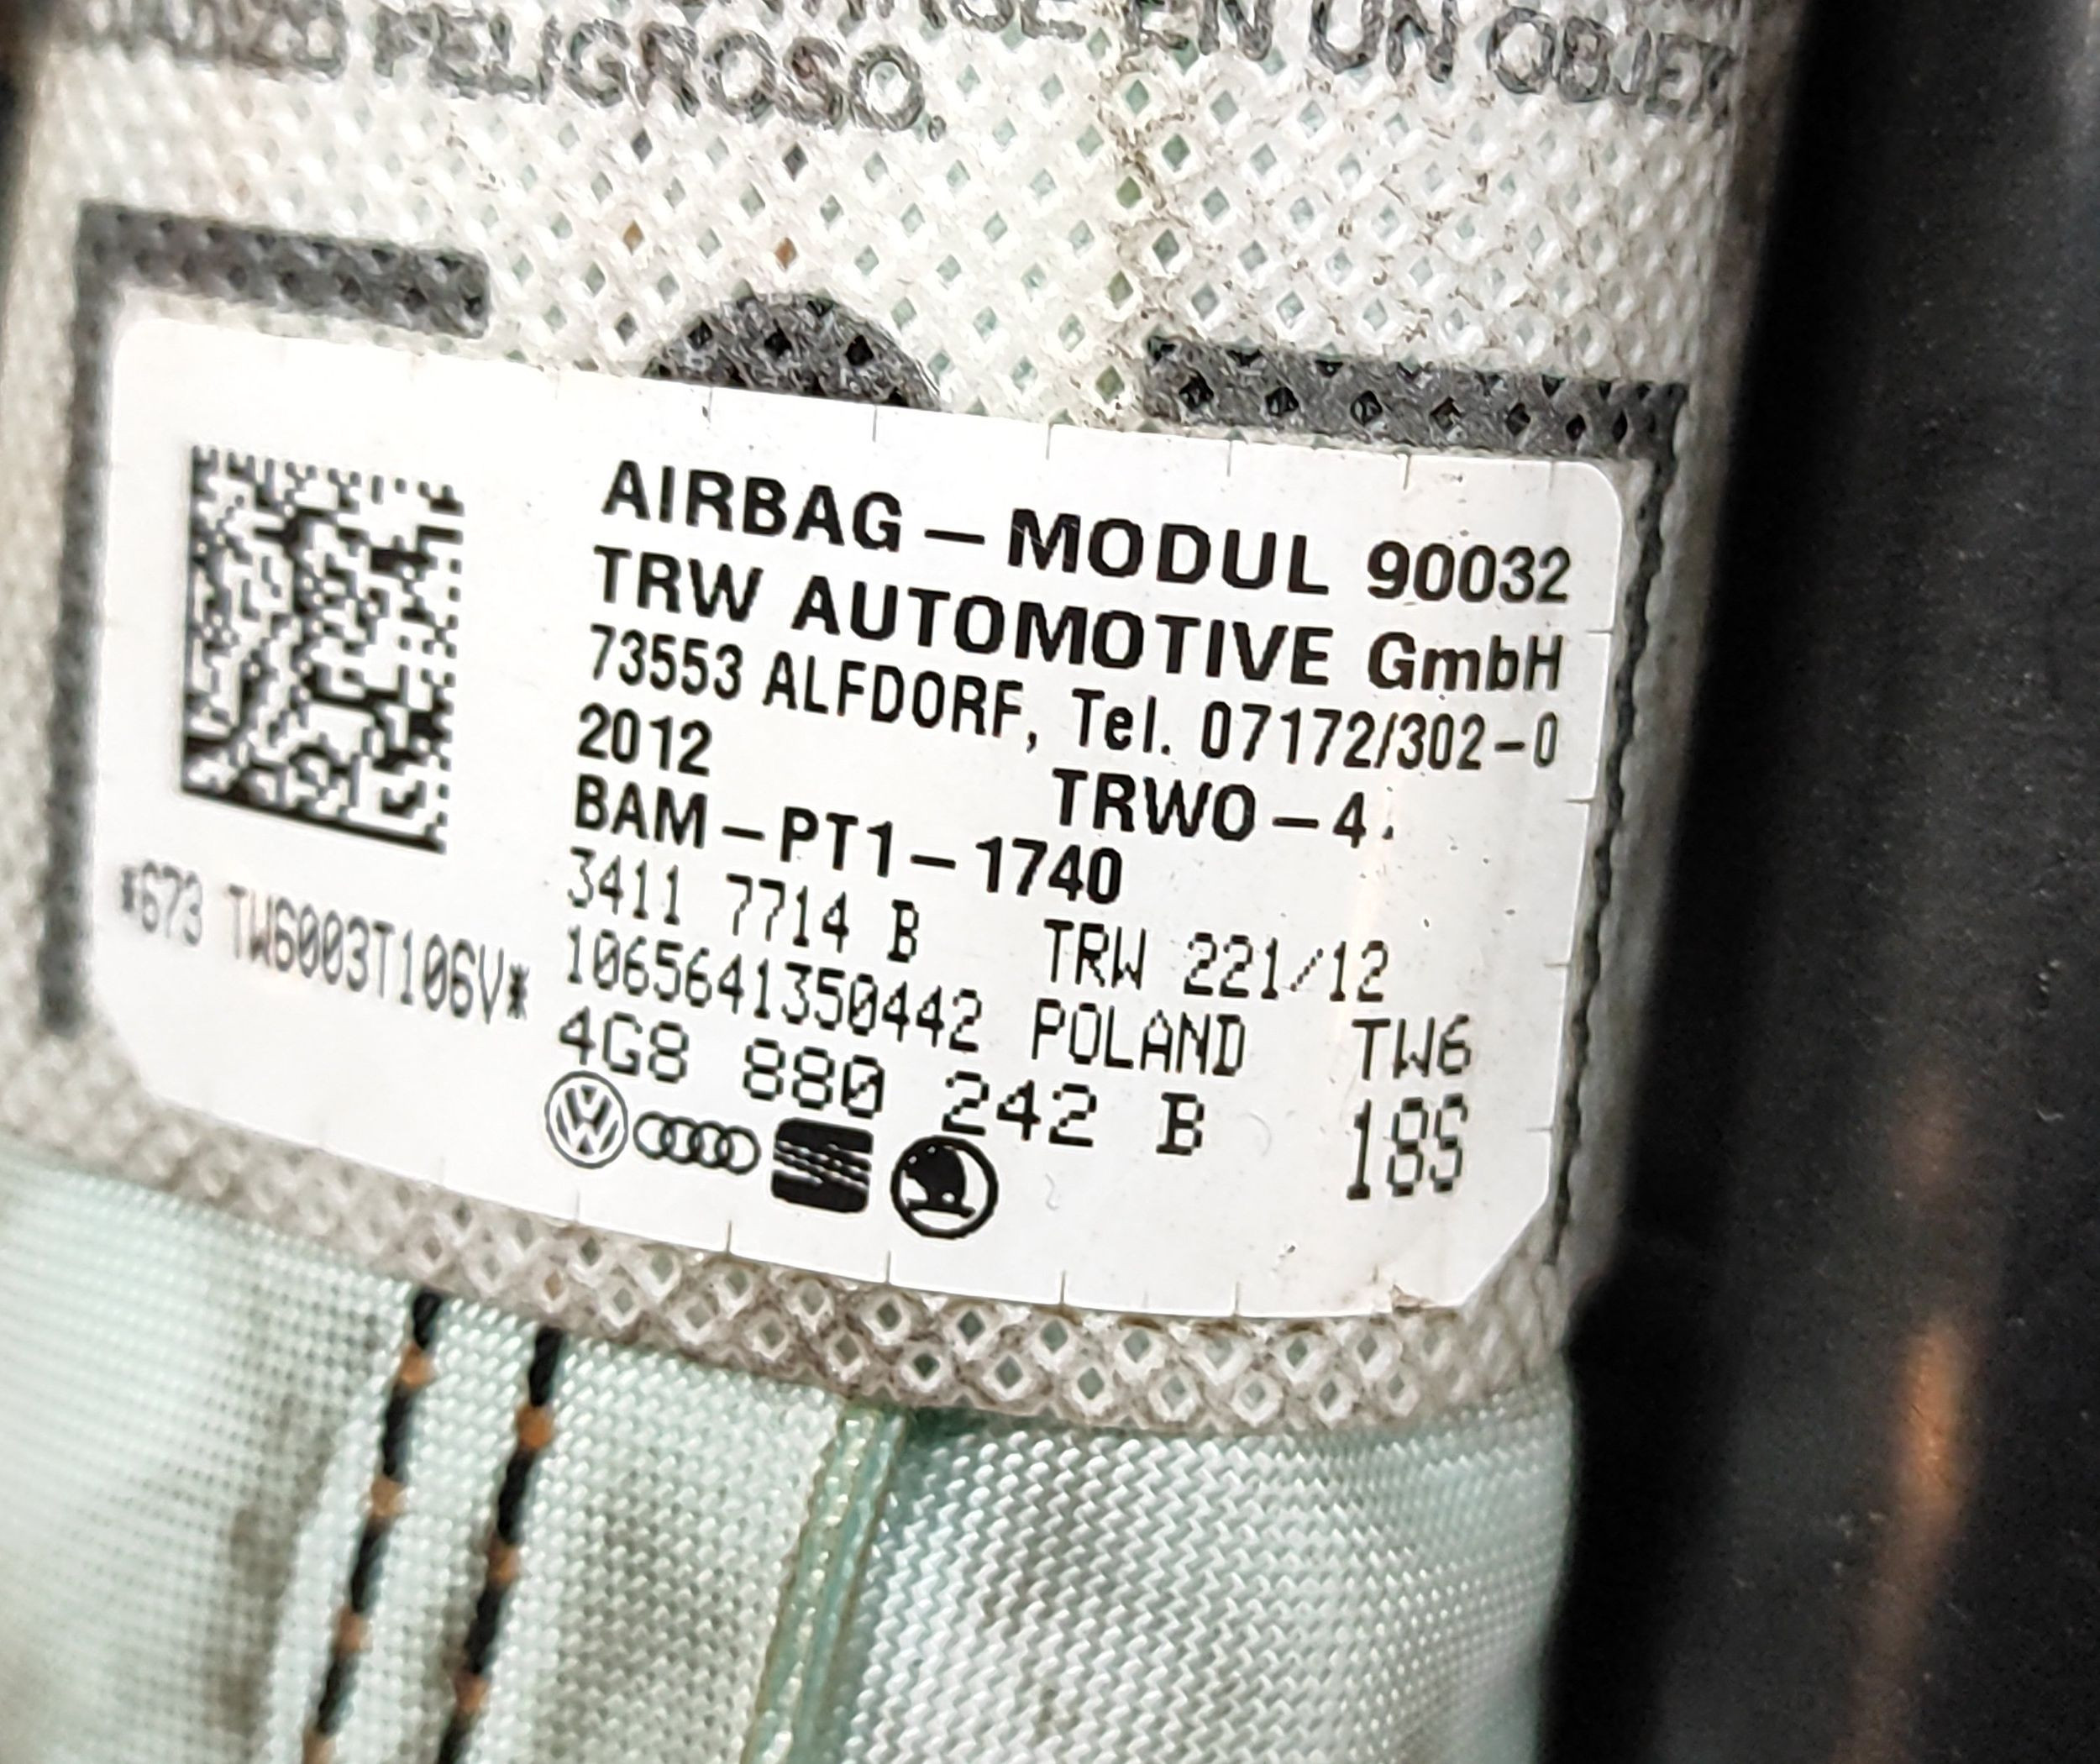 EN UN OBJET
PELIGROSO.
AIRBAG – MODUL 90032
TRW AUTOMOTIVE GmbH
73553 ALFDORF, Tel. 07172/302-0
2012 TRWO – 4.
BAM – PT1 – 1740
3411 7714 B TRW 221/12
1065641350442 POLAND TW6
4G8 880 242 B 18S
*673 TW6003T106V*